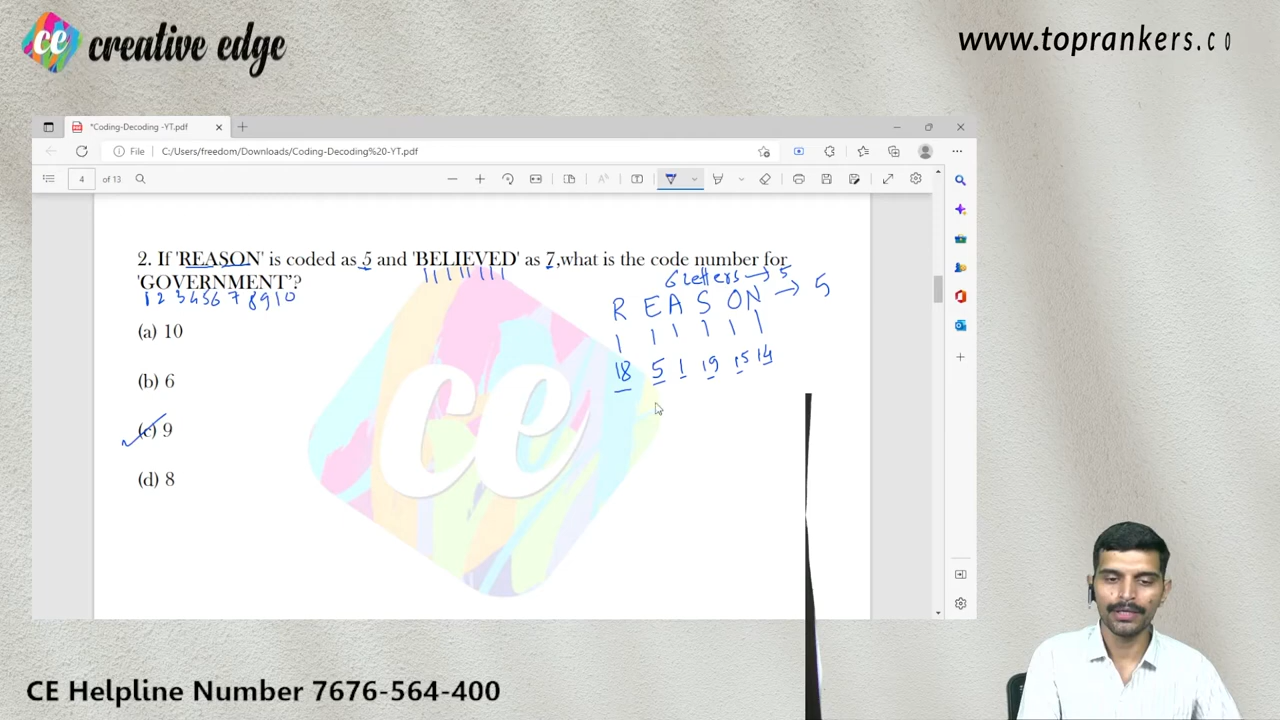 ce creative edge
www.toprankers.co
*Coding-Decoding -YT.pdf
File C:/Users/freedom/Downloads/Coding-Decoding%20-YT.pdf
4 of 13
2. If 'REASON' is coded as 5 and 'BELIEVED' as 7,what is the code number for
'GOVERNMENT'?
1 2 3 4 5 6 7 8 9 10
6 letters → 5
R E A S O N → 5
18 5 1 19 15 14
(a) 10
(b) 6
(c) 9
(d) 8
ce
CE Helpline Number 7676-564-400